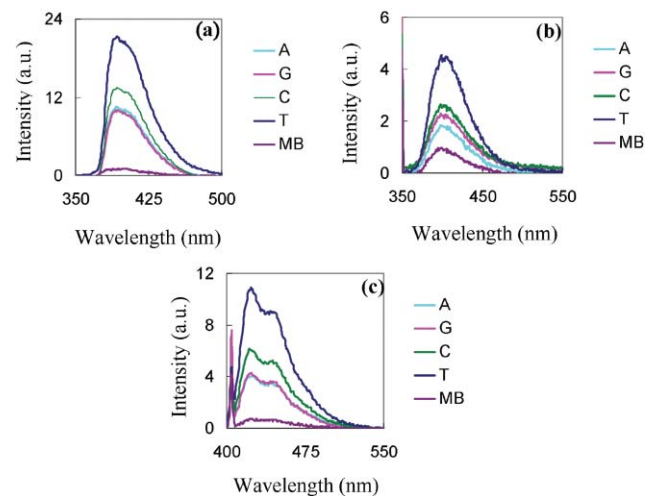 (a)
Intensity (a.u.)
24
12
0
350 425 500
Wavelength (nm)
A
G
C
T
MB
(b)
Intensity (a.u.)
6
4
2
0
350 450 550
Wavelength (nm)
A
G
C
T
MB
(c)
Intensity (a.u.)
12
8
4
0
400 475 550
Wavelength (nm)
A
G
C
T
MB